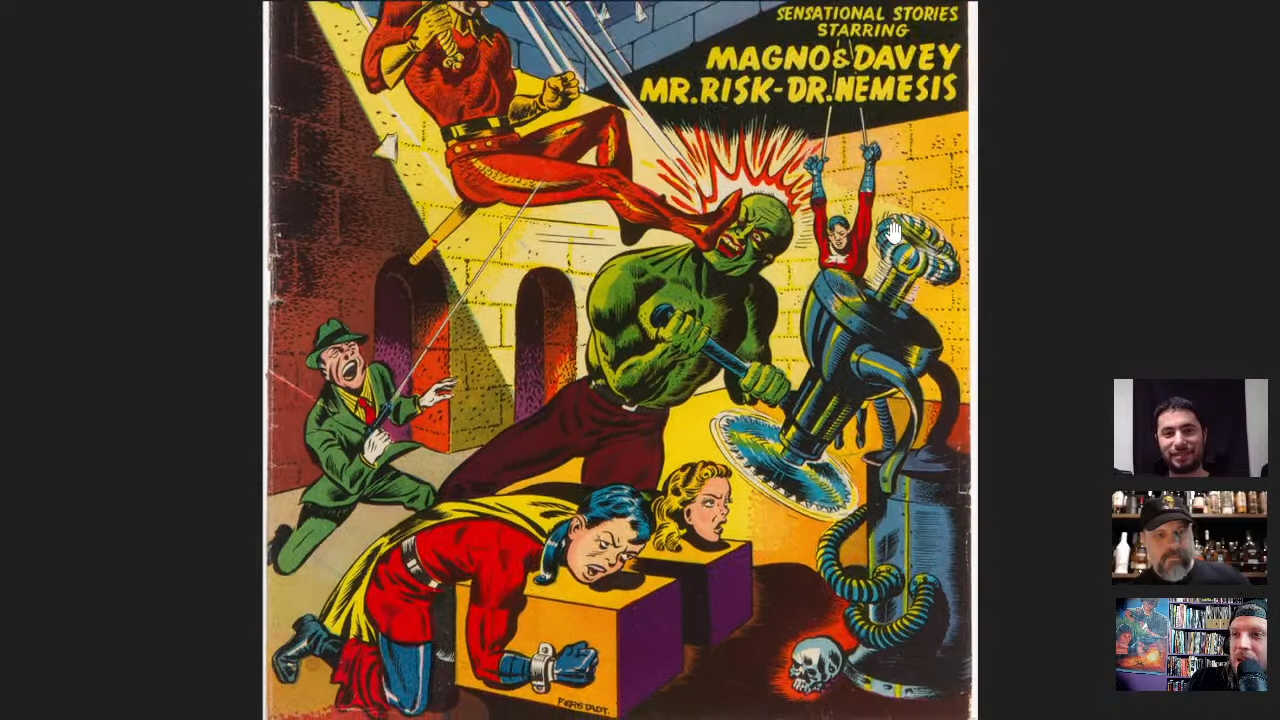 SENSATIONAL STORIES
STARRING
MAGNO & DAVEY
MR. RISK - DR. NEMESIS
FERSTADT.